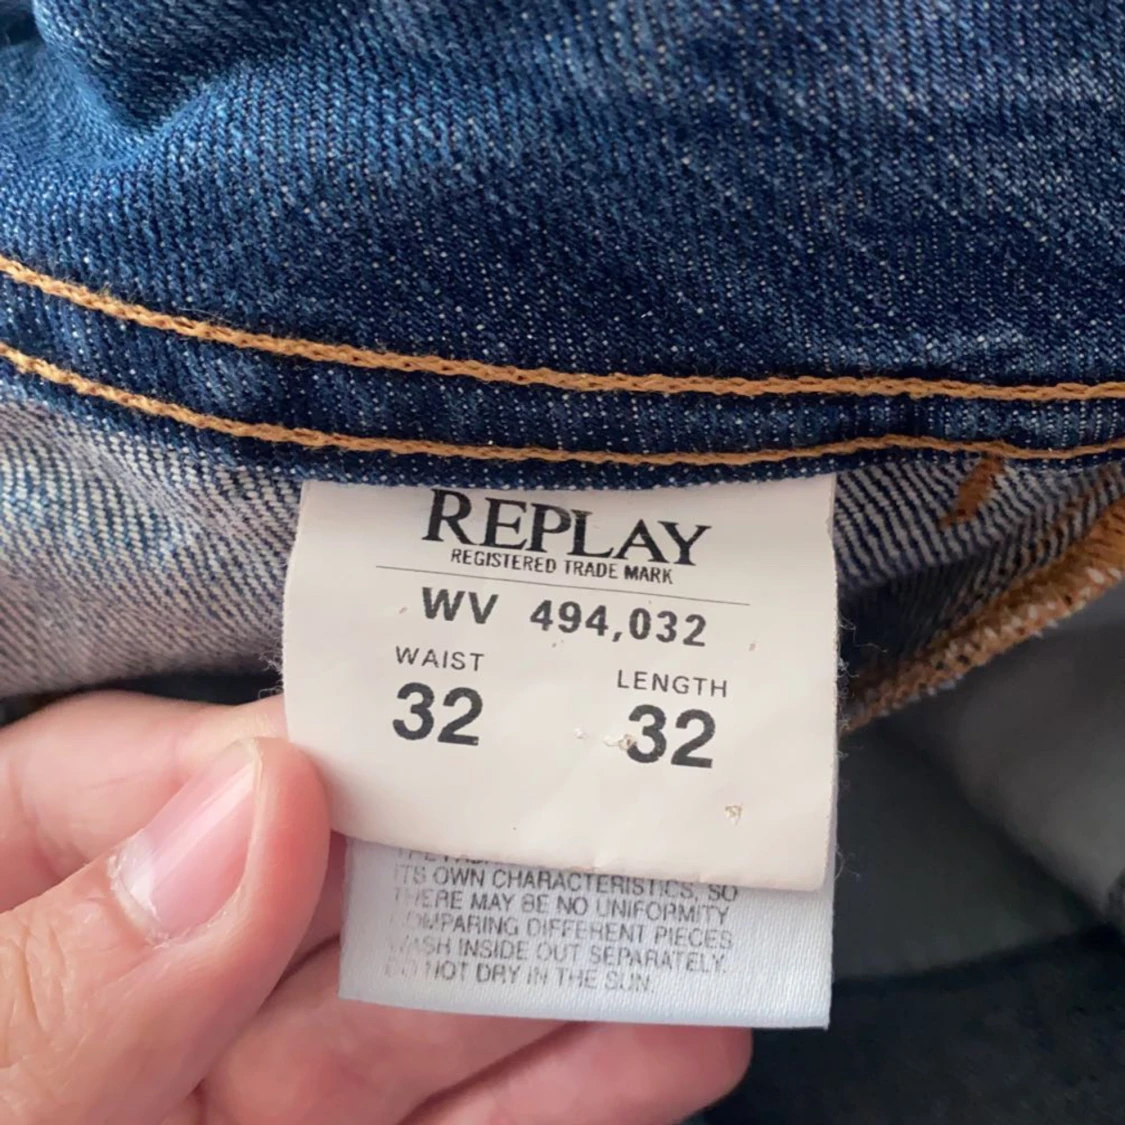 REPLAY
REGISTERED TRADE MARK
WV 494,032
WAIST
32
LENGTH
32
ITS OWN CHARACTERISTICS, SO
THERE MAY BE NO UNIFORMITY
COMPARING DIFFERENT PIECES
WASH INSIDE OUT SEPARATELY.
DO NOT DRY IN THE SUN.